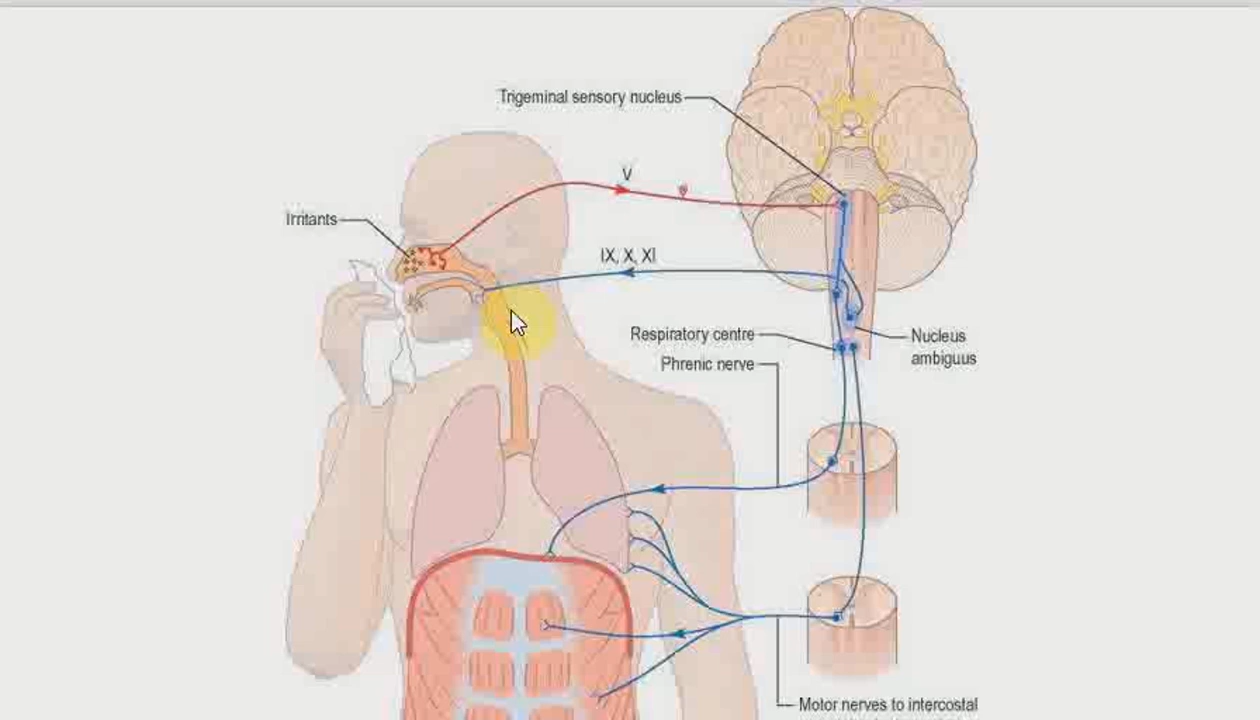 Trigeminal sensory nucleus
V
Irritants
IX, X, XI
Respiratory centre
Phrenic nerve
Nucleus
ambiguus
Motor nerves to intercostal